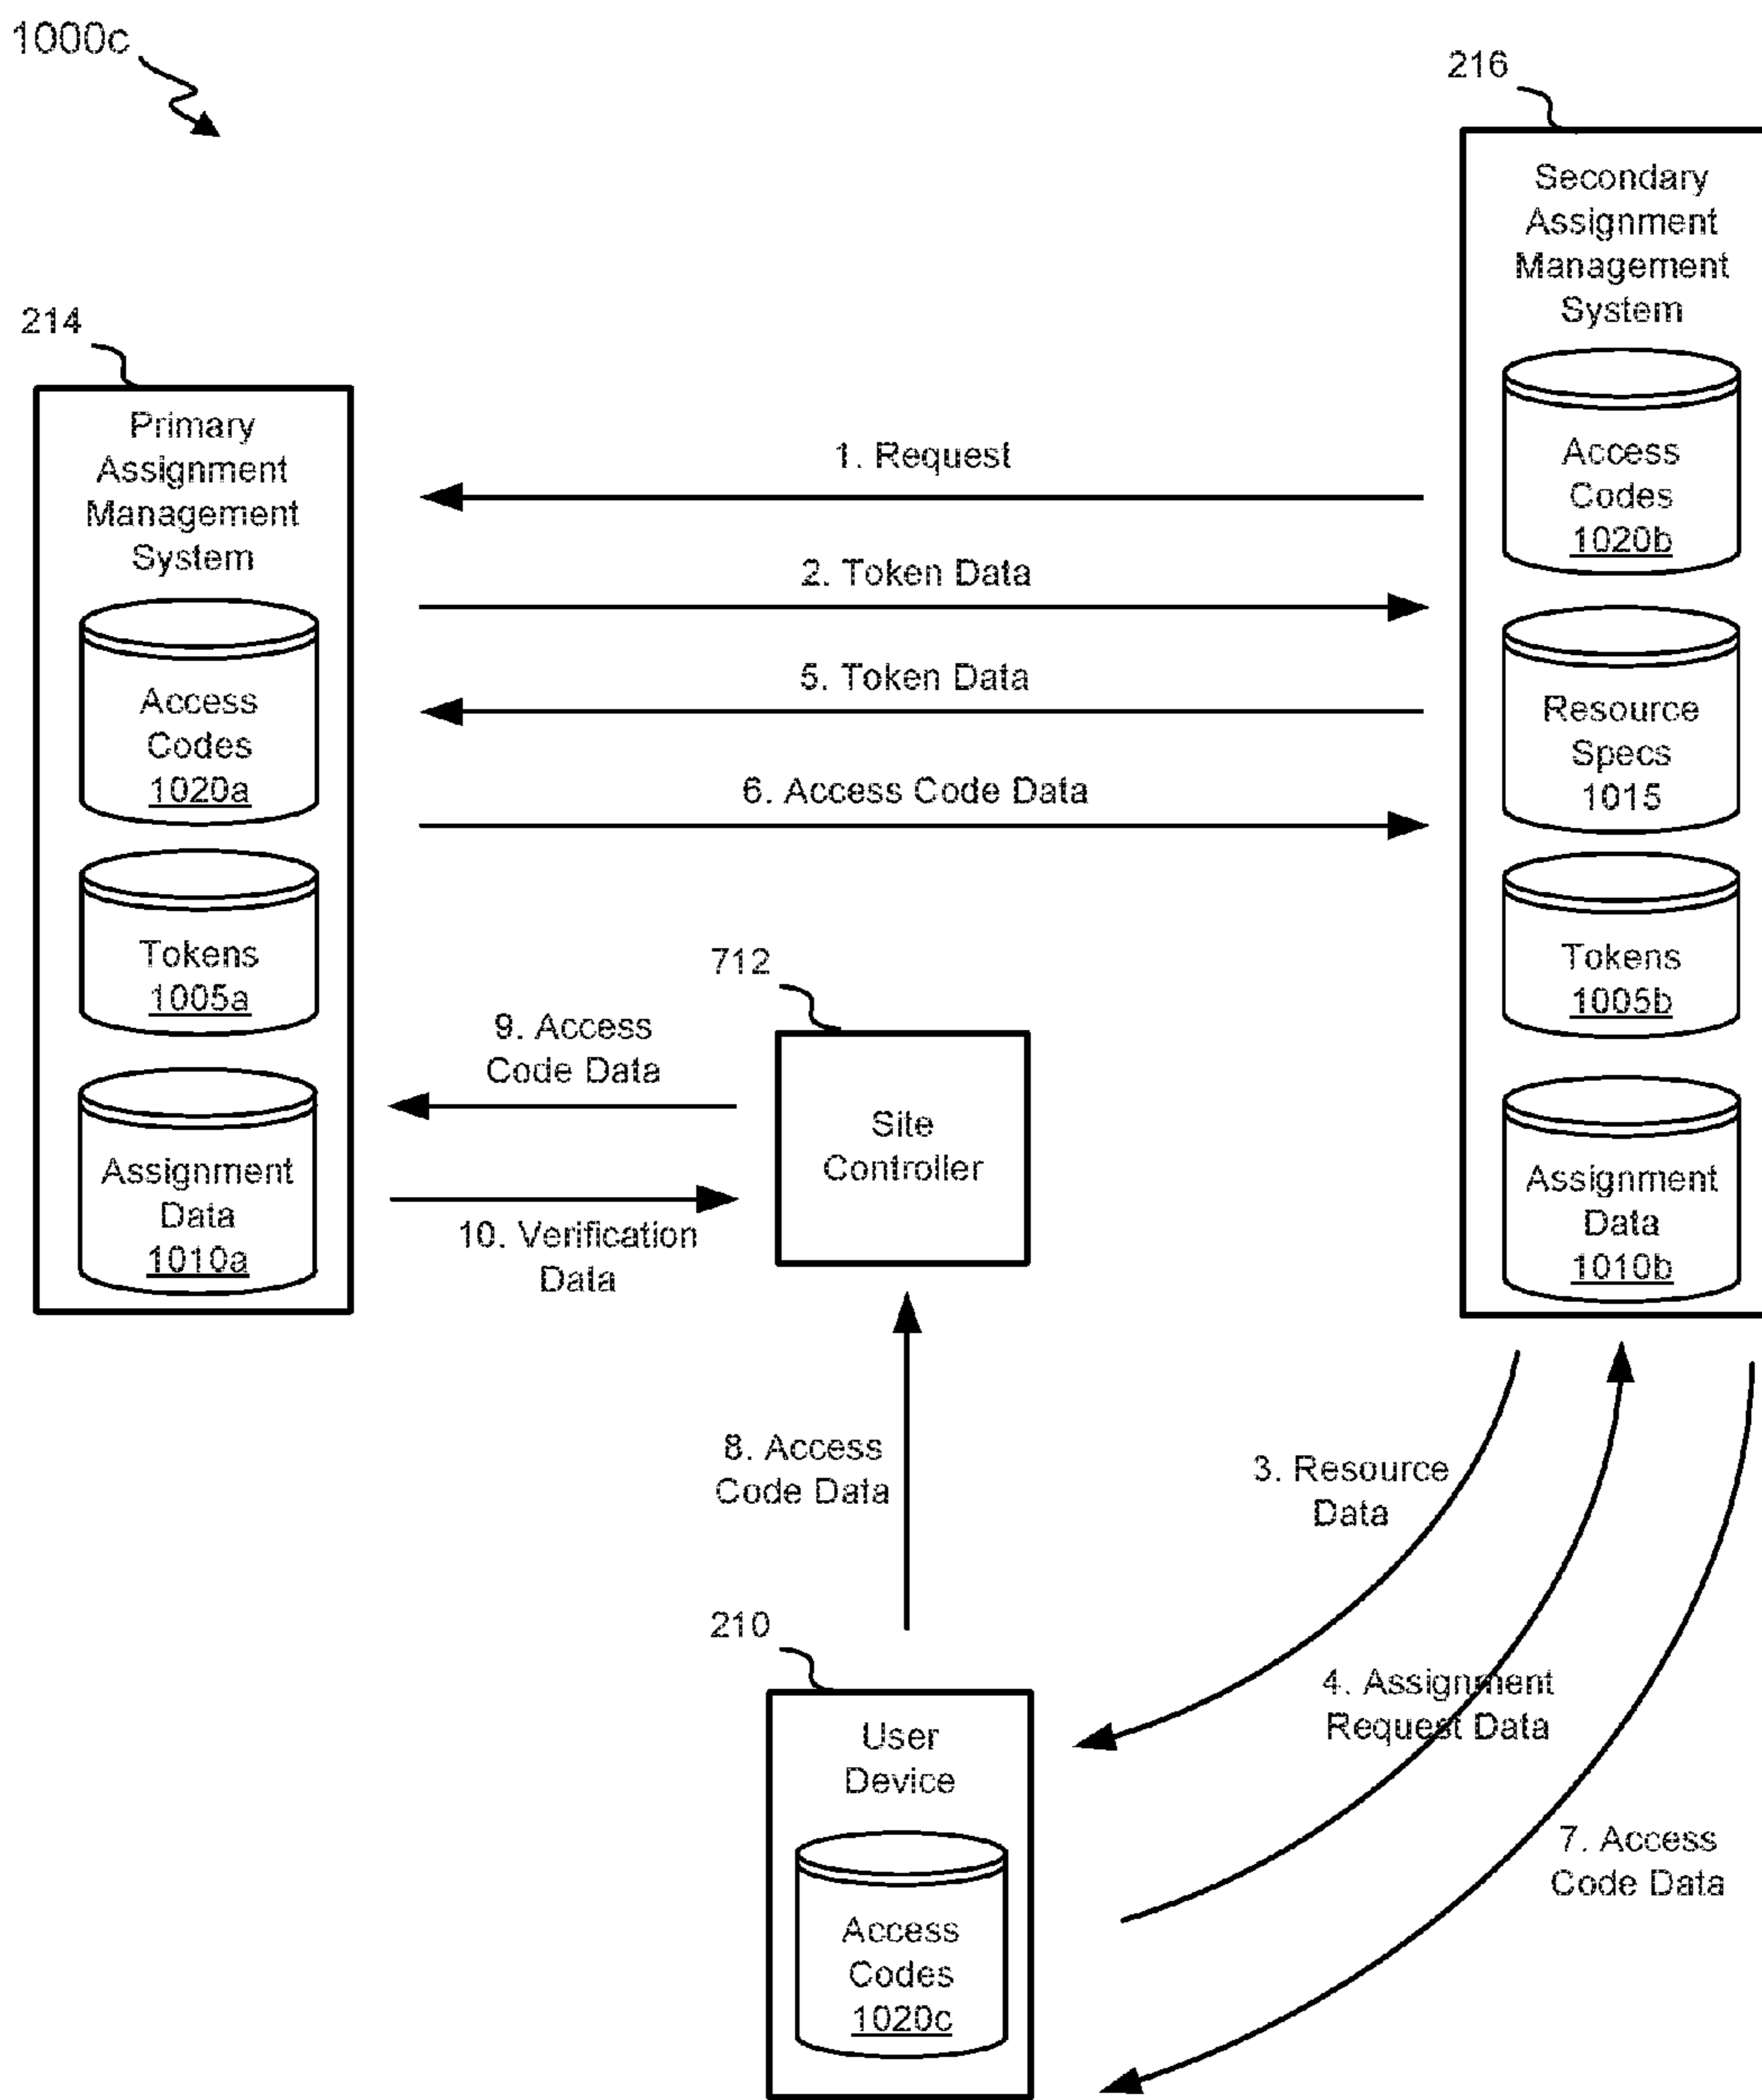 1000c
216
Secondary
Assignment
Management
System
Access
Codes
1020b
Resource
Specs
1015
Tokens
1005b
Assignment
Data
1010b
214
Primary
Assignment
Management
System
Access
Codes
1020a
Tokens
1005a
Assignment
Data
1010a
1. Request
2. Token Data
5. Token Data
6. Access Code Data
712
Site
Controller
9. Access
Code Data
10. Verification
Data
8. Access
Code Data
3. Resource
Data
4. Assignment
Request Data
7. Access
Code Data
210
User
Device
Access
Codes
1020c